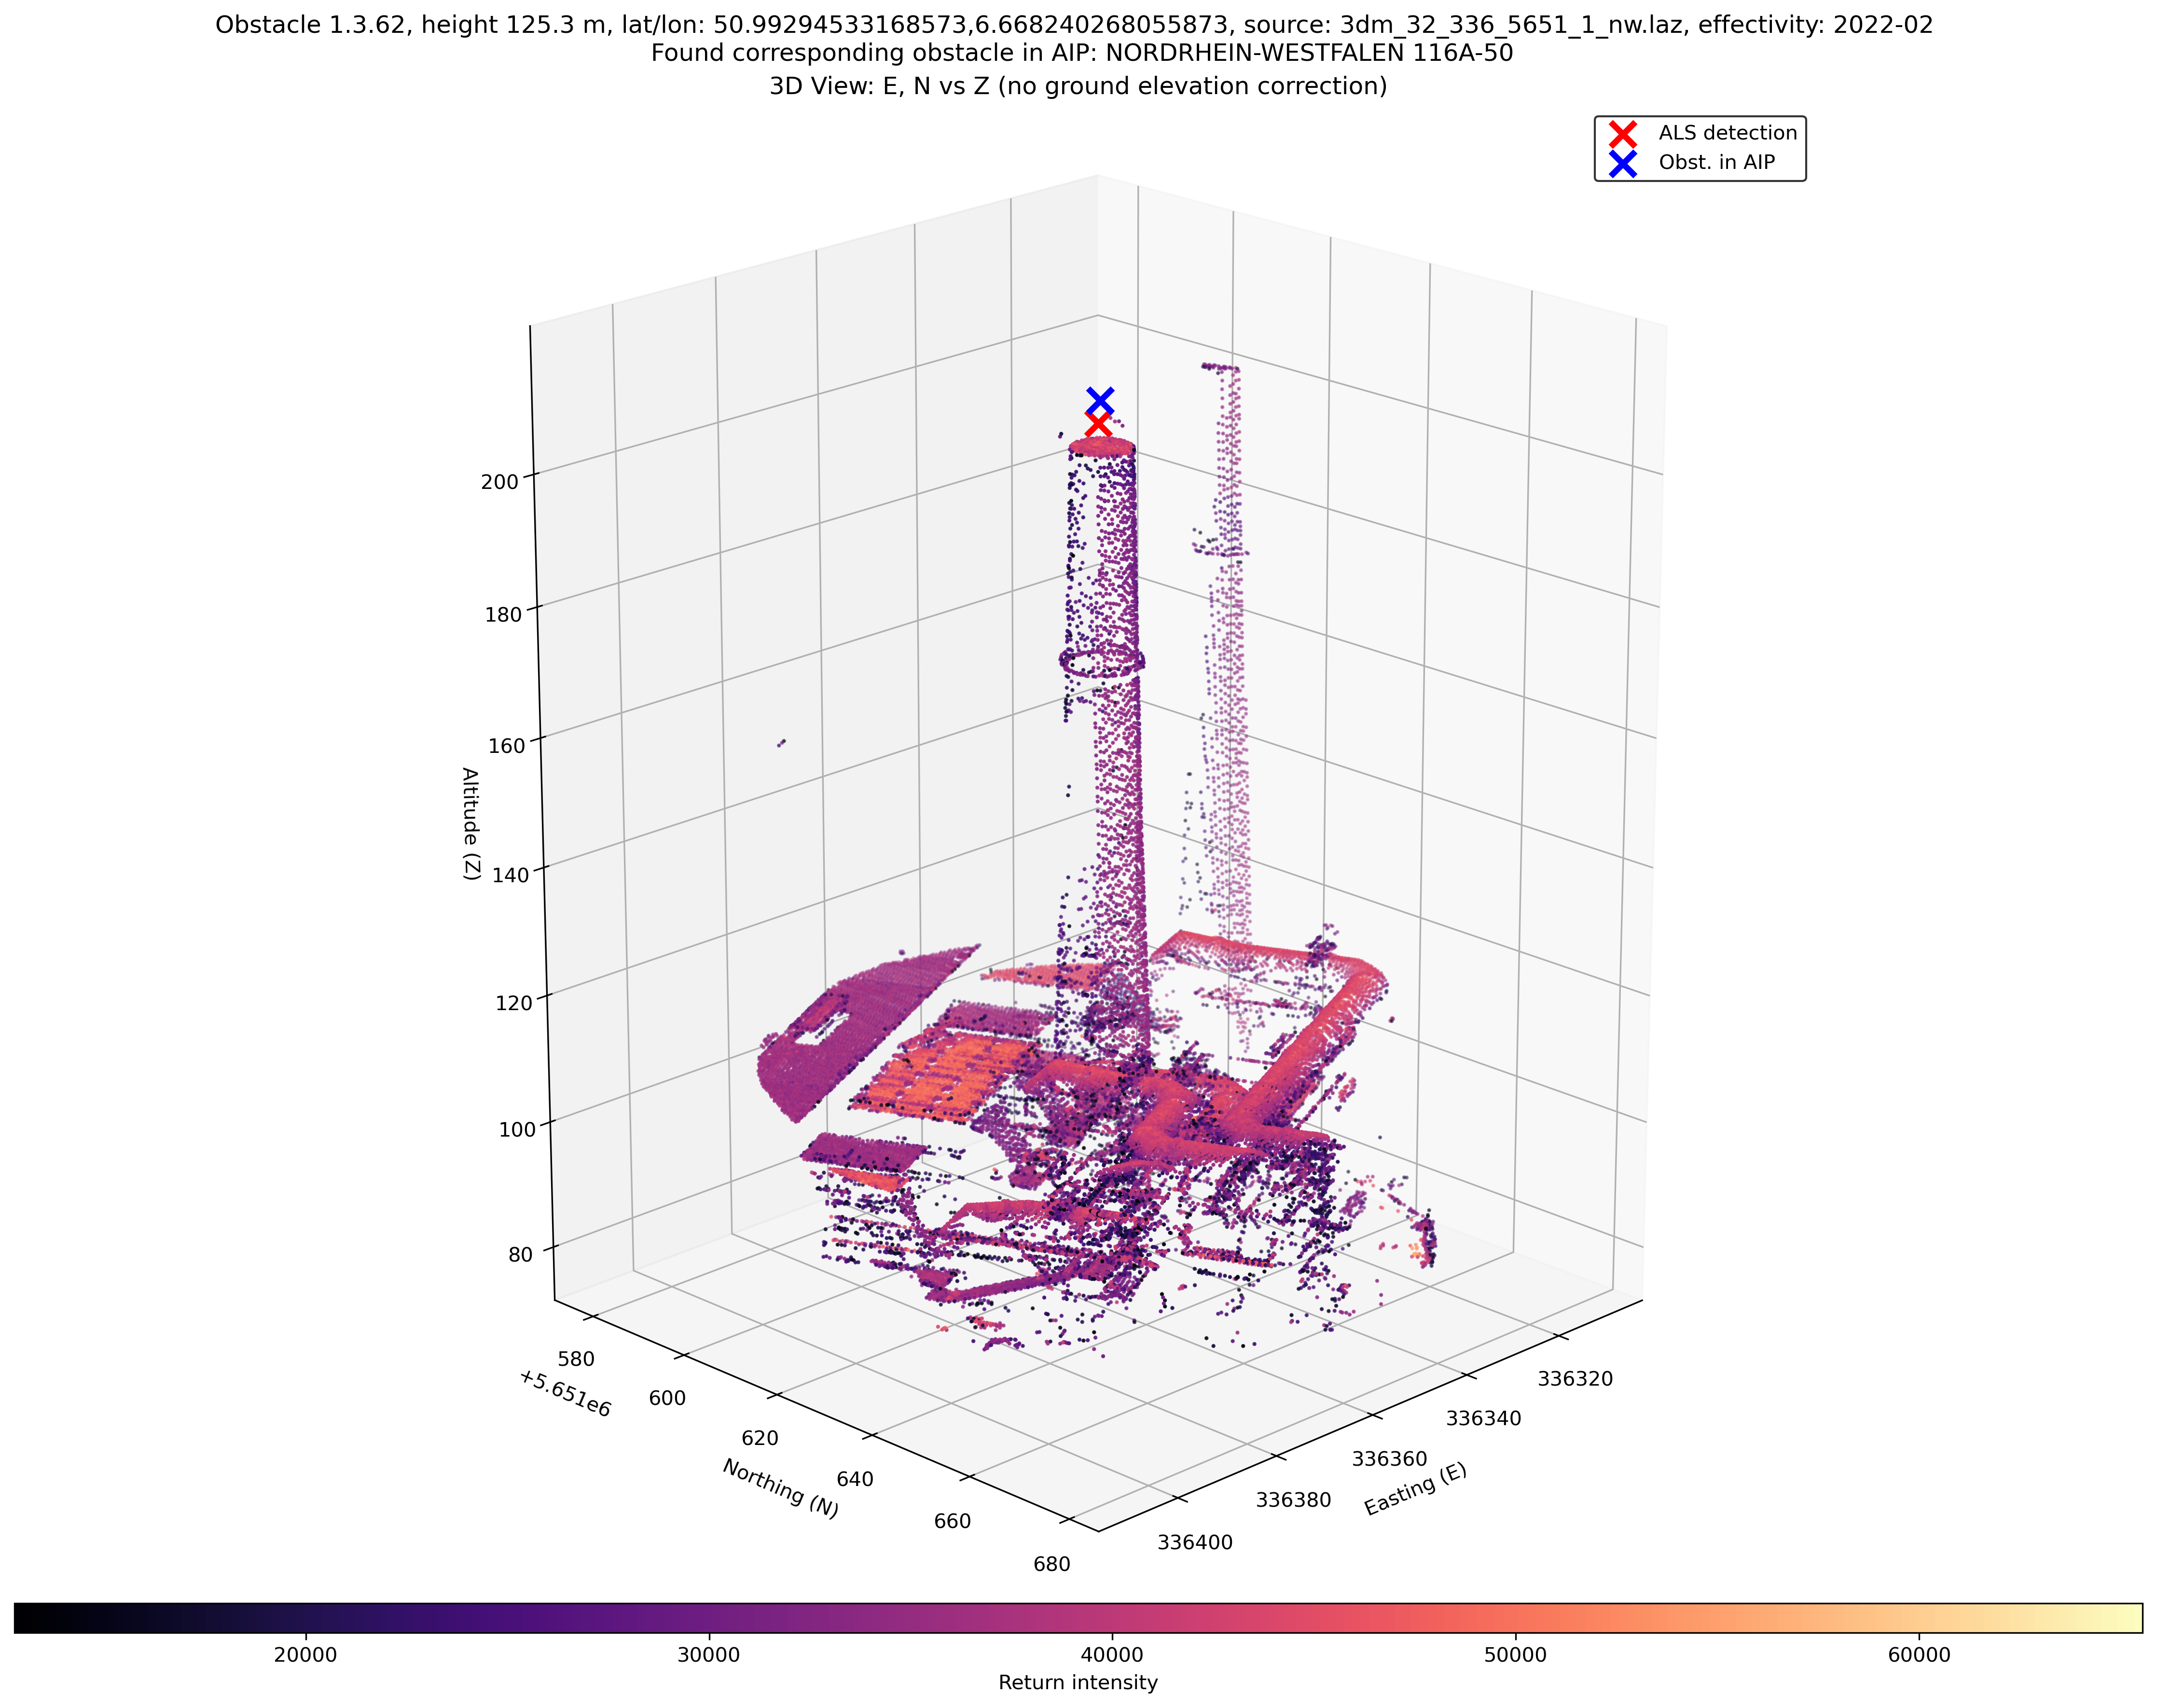 Obstacle 1.3.62, height 125.3 m, lat/lon: 50.99294533168573,6.668240268055873, source: 3dm_32_336_5651_1_nw.laz, effectivity: 2022-02
Found corresponding obstacle in AIP: NORDRHEIN-WESTFALEN 116A-50
3D View: E, N vs Z (no ground elevation correction)
ALS detection
Obst. in AIP
200
180
160
140
120
100
80
Altitude (Z)
580
600
620
640
660
680
+5.651e6
Northing (N)
336320
336340
336360
336380
336400
Easting (E)
20000
30000
40000
50000
60000
Return intensity